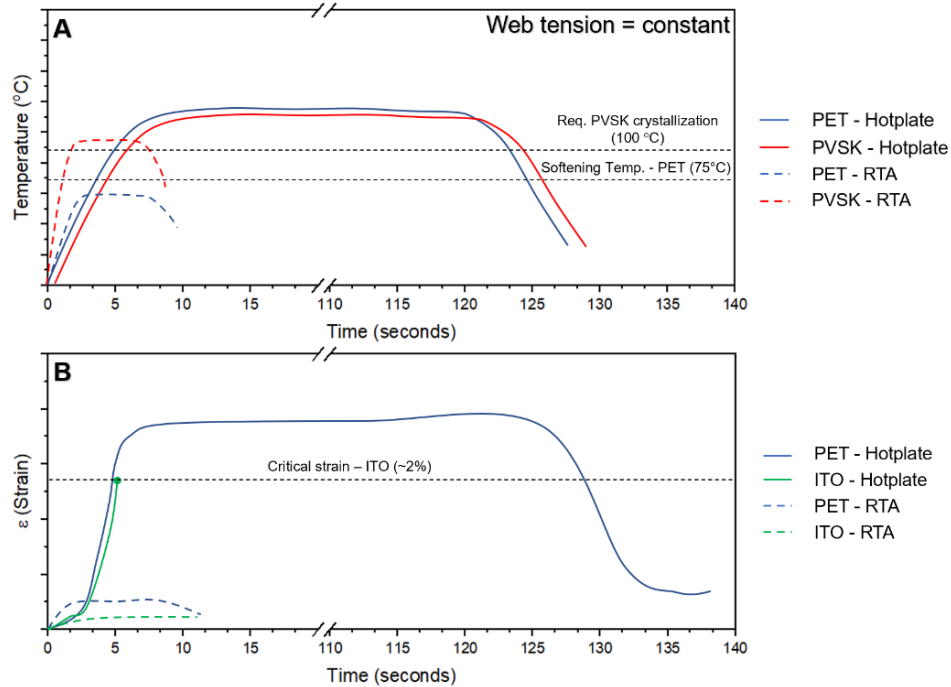 A
Web tension = constant
Temperature (°C)
Req. PVSK crystallization
(100 °C)
Softening Temp. - PET (75°C)
0 5 10 15 110 115 120 125 130 135 140
Time (seconds)
PET - Hotplate
PVSK - Hotplate
PET - RTA
PVSK - RTA
B
ε (Strain)
Critical strain – ITO (~2%)
0 5 10 15 110 115 120 125 130 135 140
Time (seconds)
PET - Hotplate
ITO - Hotplate
PET - RTA
ITO - RTA